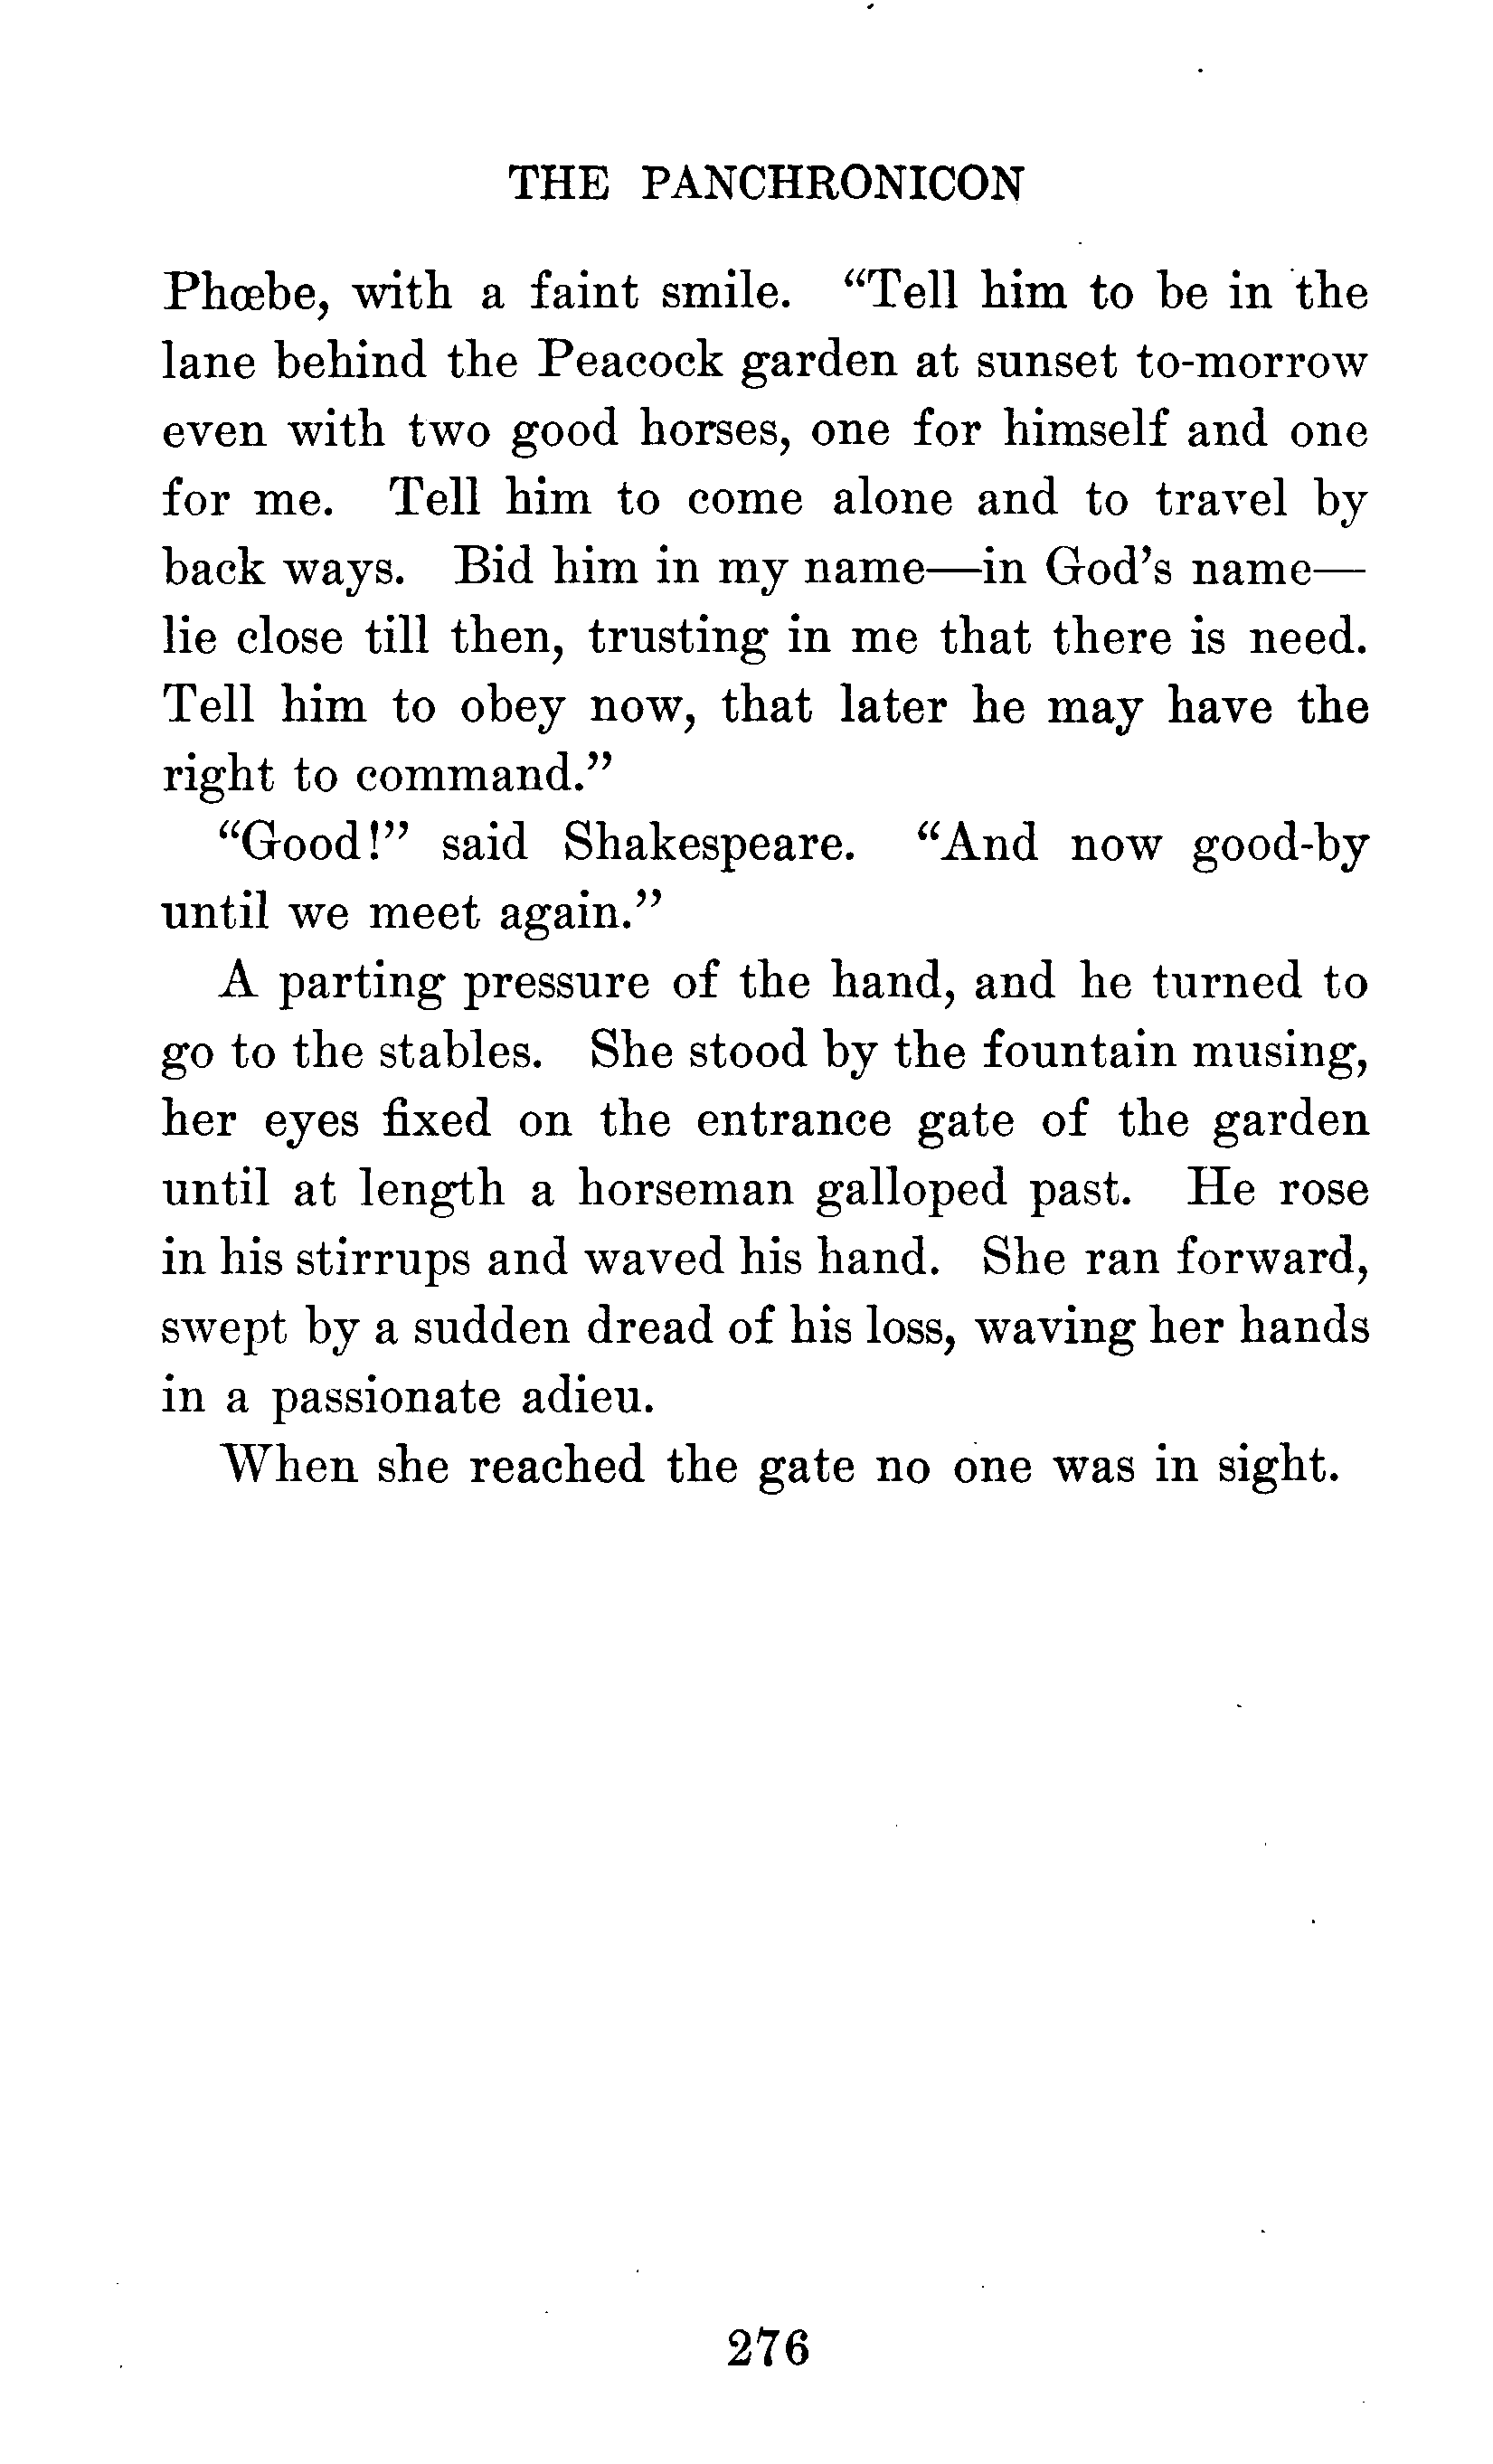 THE PANCHRONICON
Phœbe, with a faint smile. “Tell him to be in the
lane behind the Peacock garden at sunset to-morrow
even with two good horses, one for himself and one
for me. Tell him to come alone and to travel by
back ways. Bid him in my name—in God’s name—
lie close till then, trusting in me that there is need.
Tell him to obey now, that later he may have the
right to command.”
“Good!” said Shakespeare. “And now good-by
until we meet again.”
A parting pressure of the hand, and he turned to
go to the stables. She stood by the fountain musing,
her eyes fixed on the entrance gate of the garden
until at length a horseman galloped past. He rose
in his stirrups and waved his hand. She ran forward,
swept by a sudden dread of his loss, waving her hands
in a passionate adieu.
When she reached the gate no one was in sight.
276